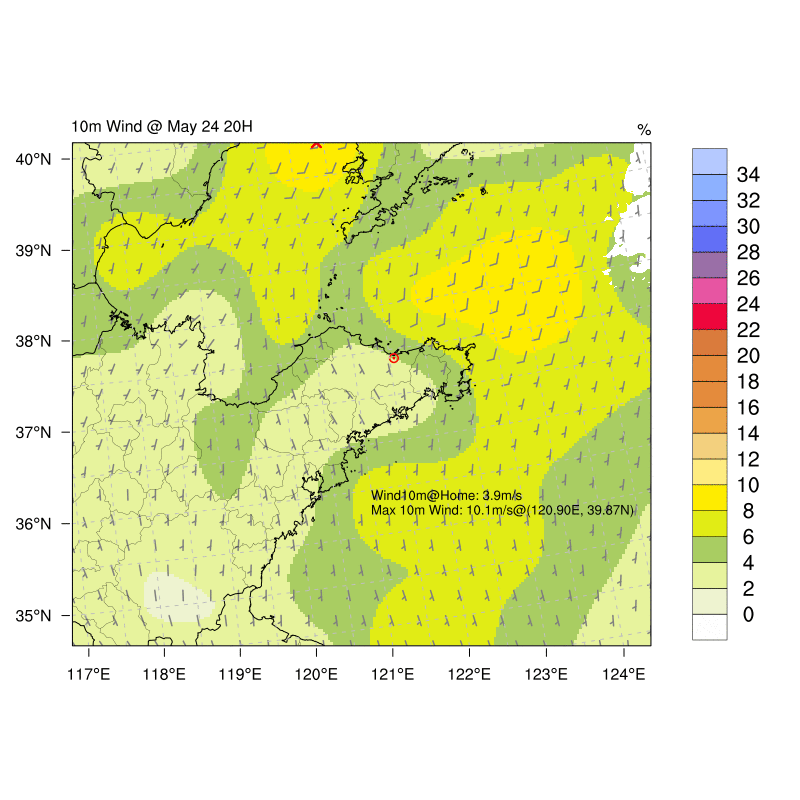 10m Wind @ May 24 20H
%
40°N
39°N
38°N
37°N
36°N
35°N
117°E 118°E 119°E 120°E 121°E 122°E 123°E 124°E
Wind10m@Home: 3.9m/s
Max 10m Wind: 10.1m/s@(120.90E, 39.87N)
34
32
30
28
26
24
22
20
18
16
14
12
10
8
6
4
2
0